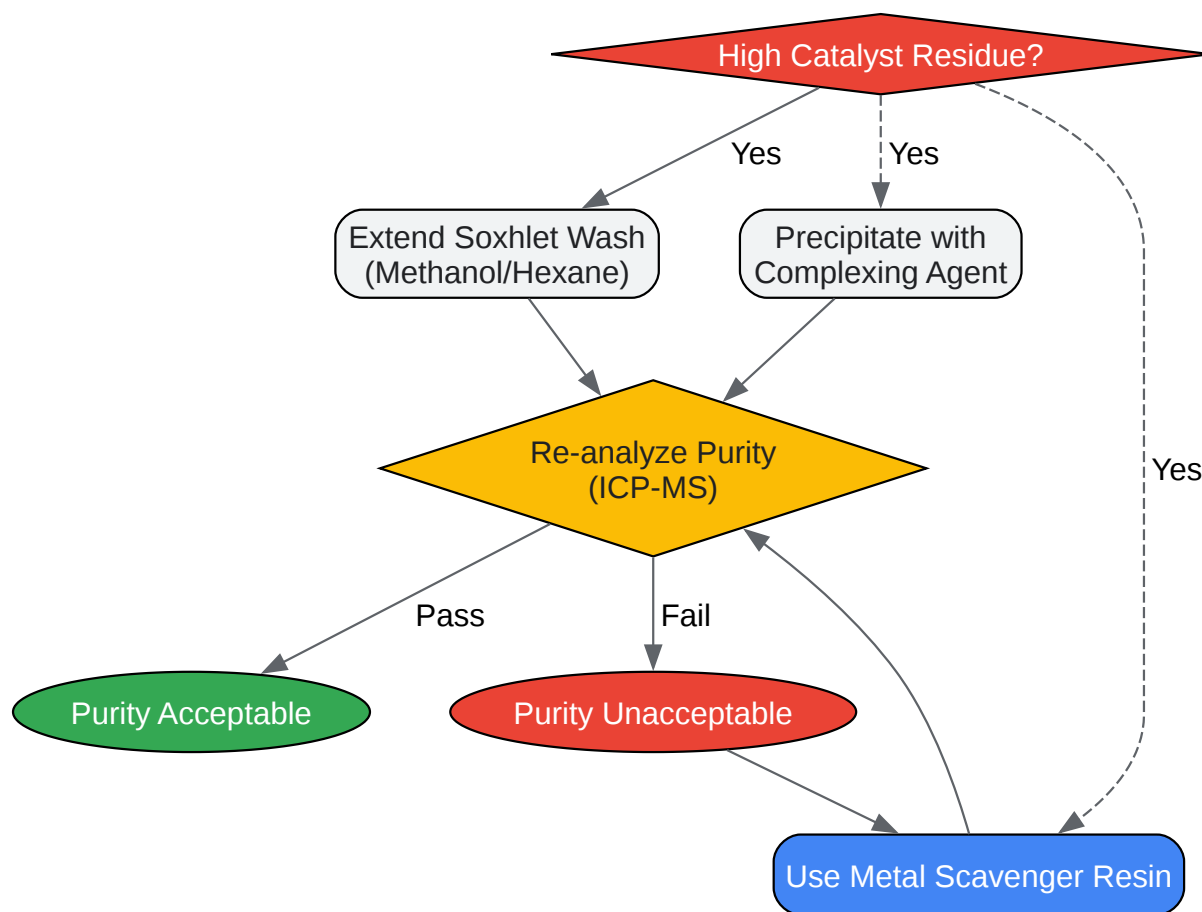 High Catalyst Residue?
Yes
Yes
Extend Soxhlet Wash
(Methanol/Hexane)
Precipitate with
Complexing Agent
Yes
Re-analyze Purity
(ICP-MS)
Pass
Fail
Purity Acceptable
Purity Unacceptable
Use Metal Scavenger Resin